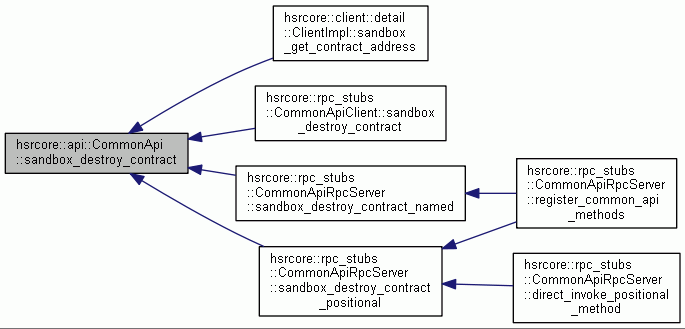 hsrcore::client::detail
::ClientImpl::sandbox
_get_contract_address
hsrcore::rpc_stubs
::CommonApiClient::sandbox
_destroy_contract
hsrcore::api::CommonApi
::sandbox_destroy_contract
hsrcore::rpc_stubs
::CommonApiRpcServer
::sandbox_destroy_contract_named
hsrcore::rpc_stubs
::CommonApiRpcServer
::register_common_api
_methods
hsrcore::rpc_stubs
::CommonApiRpcServer
::sandbox_destroy_contract
_positional
hsrcore::rpc_stubs
::CommonApiRpcServer
::direct_invoke_positional
_method